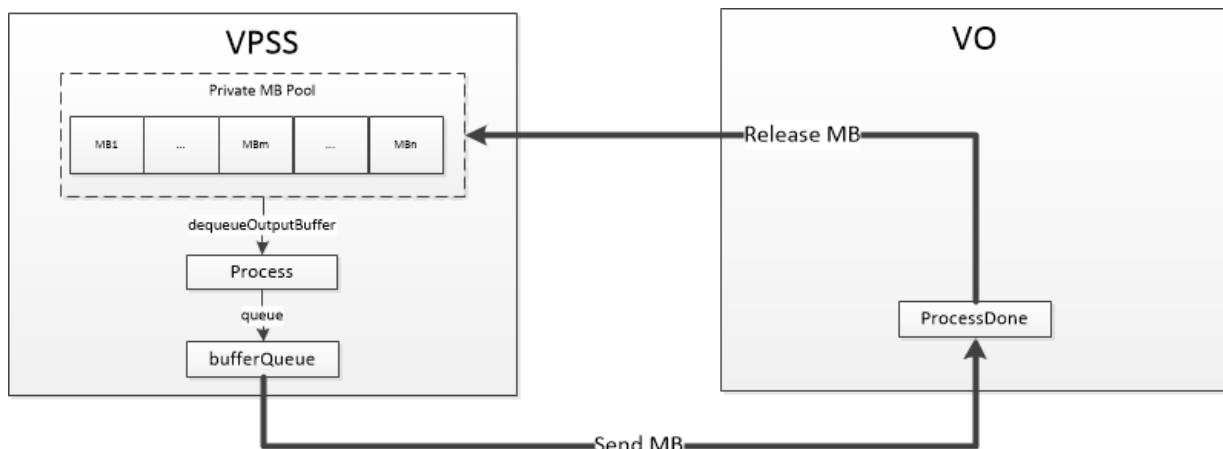 VPSS
VO
Private MB Pool
MB1
...
MBm
...
MBn
Release MB
dequeueOutputBuffer
Process
queue
ProcessDone
bufferQueue
Send MB